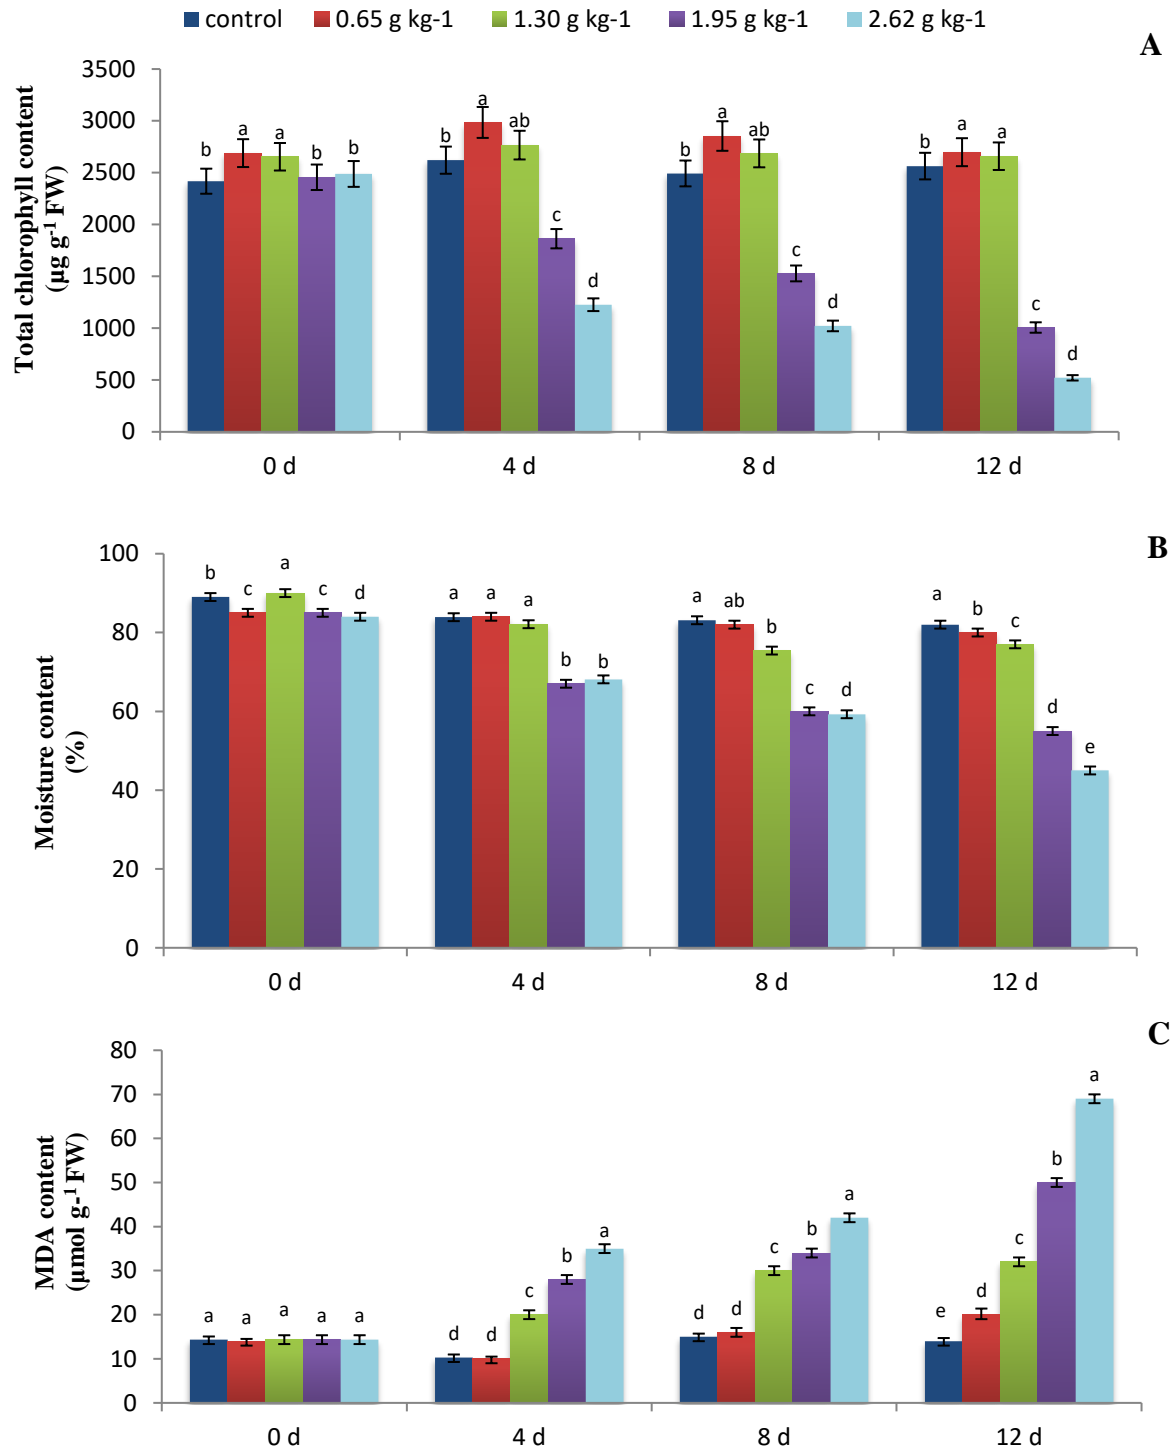 control 0.65 g kg-1 1.30 g kg-1 1.95 g kg-1 2.62 g kg-1
A
Total chlorophyll content
(µg g-1 FW)
3500
3000
2500
2000
1500
1000
500
0
b a a b b
b a ab c d
b a ab c d
b a a c d
0 d 4 d 8 d 12 d
B
Moisture content
(%)
100
80
60
40
20
0
b c a c d
a a a b b
a ab b c d
a b c d e
0 d 4 d 8 d 12 d
C
MDA content
(µmol g-1 FW)
80
70
60
50
40
30
20
10
0
a a a a a
d d c b a
d d c b a
e d c b a
0 d 4 d 8 d 12 d